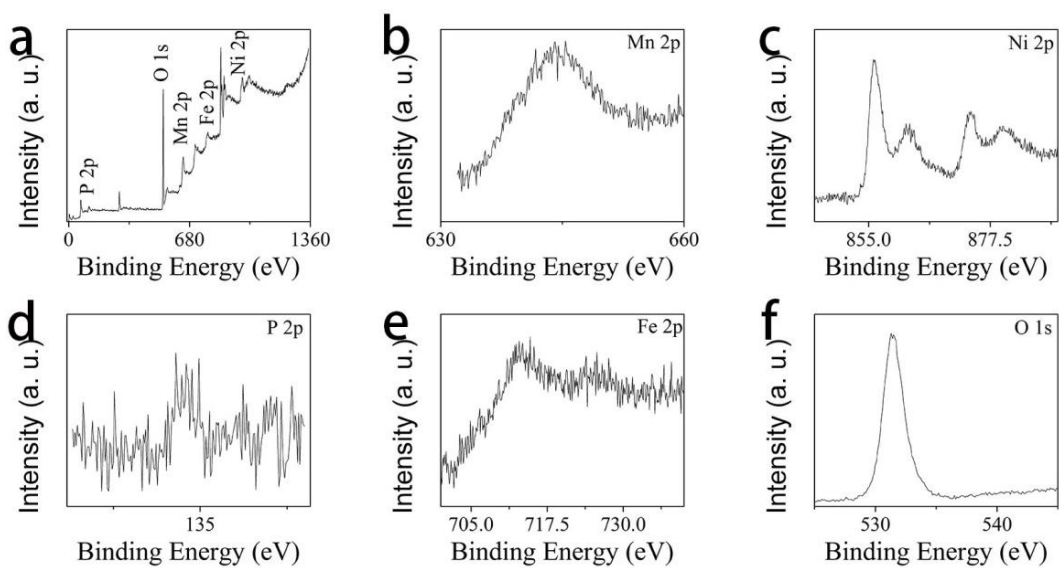 a
Intensity (a. u.)
P 2p
O 1s
Mn 2p
Fe 2p
Ni 2p
0 680 1360
Binding Energy (eV)
b
Intensity (a. u.)
Mn 2p
630 660
Binding Energy (eV)
c
Intensity (a. u.)
Ni 2p
855.0 877.5
Binding Energy (eV)
d
Intensity (a. u.)
P 2p
135
Binding Energy (eV)
e
Intensity (a. u.)
Fe 2p
705.0 717.5 730.0
Binding Energy (eV)
f
Intensity (a. u.)
O 1s
530 540
Binding Energy (eV)